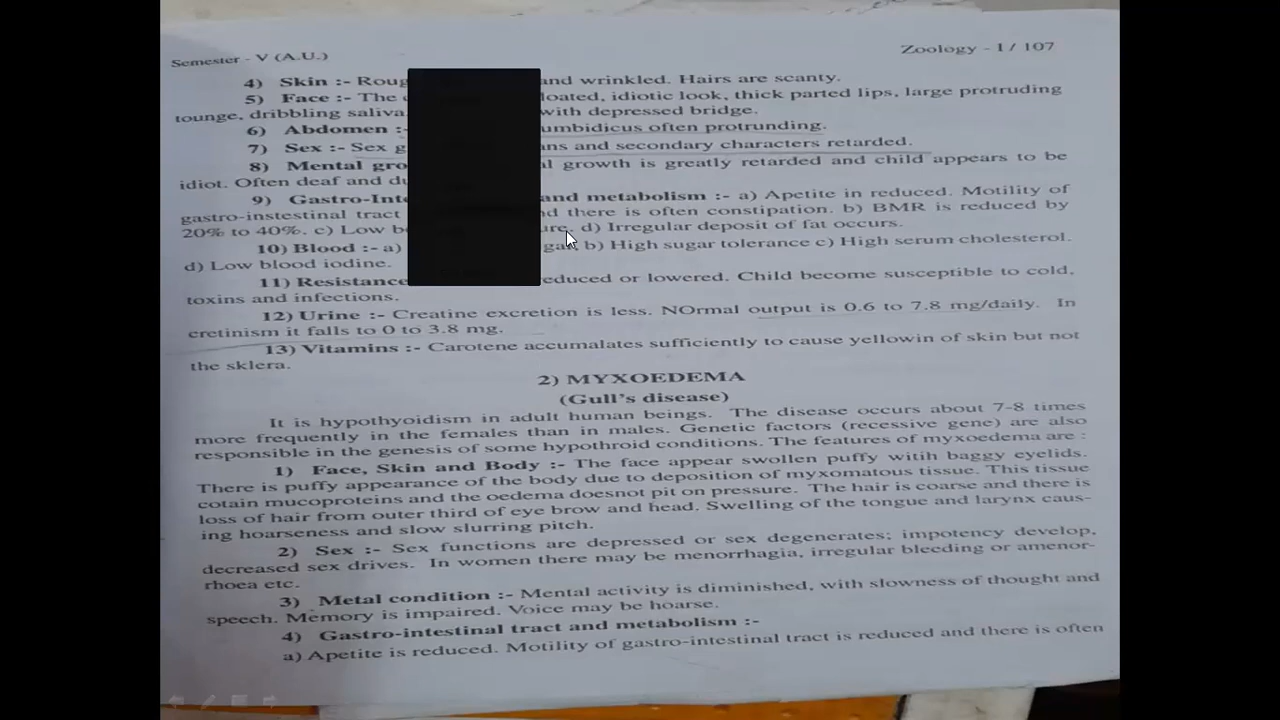 Semester - V (A.U.) Zoology - I / 107
4) Skin :- Roug and wrinkled. Hairs are scanty.
5) Face :- The loated, idiotic look, thick parted lips, large protruding
tounge, dribbling saliva. with depressed bridge.
6) Abdomen :- umbidicus often protrunding.
7) Sex :- Sex g ans and secondary characters retarded.
8) Mental gro al growth is greatly retarded and child appears to be
idiot. Often deaf and du
9) Gastro-Inte and metabolism :- a) Apetite in reduced. Motility of
gastro-instestinal tract nd there is often constipation. b) BMR is reduced by
20% to 40%. c) Low b ure. d) Irregular deposit of fat occurs.
10) Blood :- a) gar, b) High sugar tolerance c) High serum cholesterol.
d) Low blood iodine.
11) Resistance educed or lowered. Child become susceptible to cold,
toxins and infections.
12) Urine :- Creatine excretion is less. NOrmal output is 0.6 to 7.8 mg/daily. In
cretinism it falls to 0 to 3.8 mg.
13) Vitamins :- Carotene accumalates sufficiently to cause yellowin of skin but not
the sklera.
2) MYXOEDEMA
(Gull's disease)
It is hypothyoidism in adult human beings. The disease occurs about 7-8 times
more frequently in the females than in males. Genetic factors (recessive gene) are also
responsible in the genesis of some hypothroid conditions. The features of myxoedema are :
1) Face, Skin and Body :- The face appear swollen puffy witih baggy eyelids.
There is puffy appearance of the body due to deposition of myxomatous tissue. This tissue
cotain mucoproteins and the oedema doesnot pit on pressure. The hair is coarse and there is
loss of hair from outer third of eye brow and head. Swelling of the tongue and larynx caus-
ing hoarseness and slow slurring pitch.
2) Sex :- Sex functions are depressed or sex degenerates; impotency develop,
decreased sex drives. In women there may be menorrhagia, irregular bleeding or amenor-
rhoea etc.
3) Metal condition :- Mental activity is diminished, with slowness of thought and
speech. Memory is impaired. Voice may be hoarse.
4) Gastro-intestinal tract and metabolism :-
a) Apetite is reduced. Motility of gastro-intestinal tract is reduced and there is often